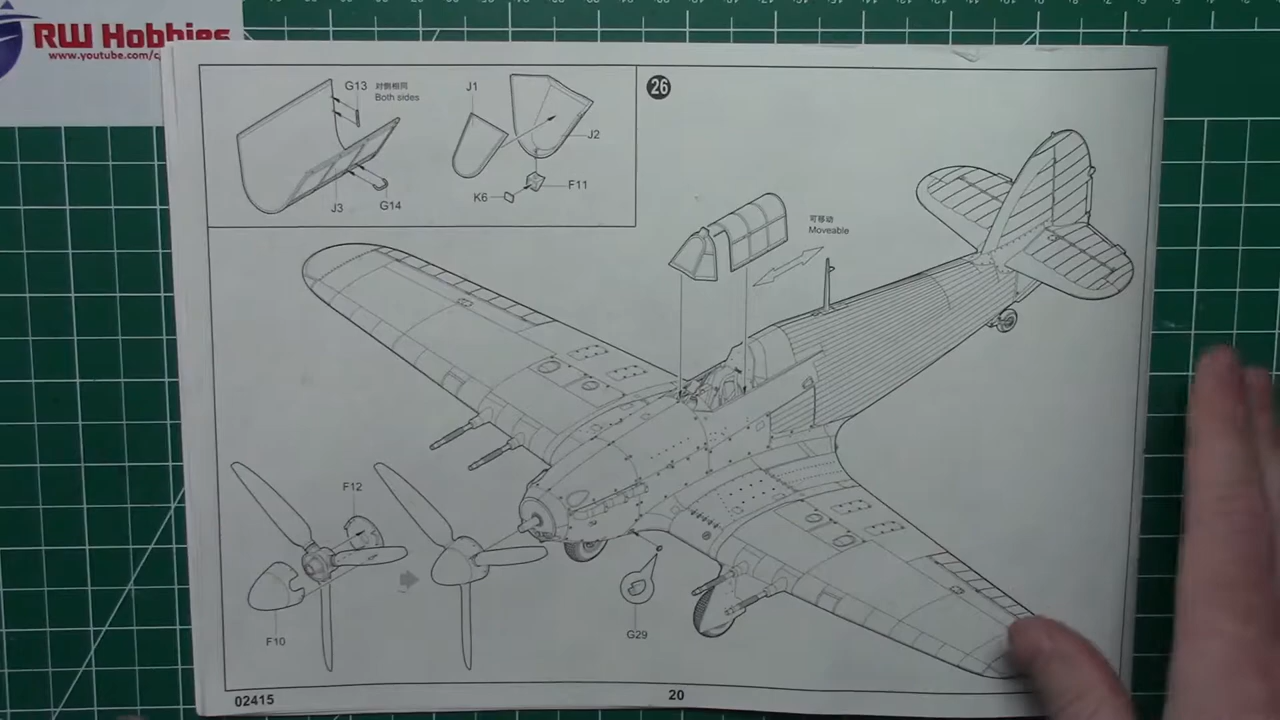 RW Hobbies
www.youtube.com/c
G13 对侧相同
Both sides
J1
J2
J3
G14
K6
F11
26
可移动
Moveable
F12
F10
G29
02415
20